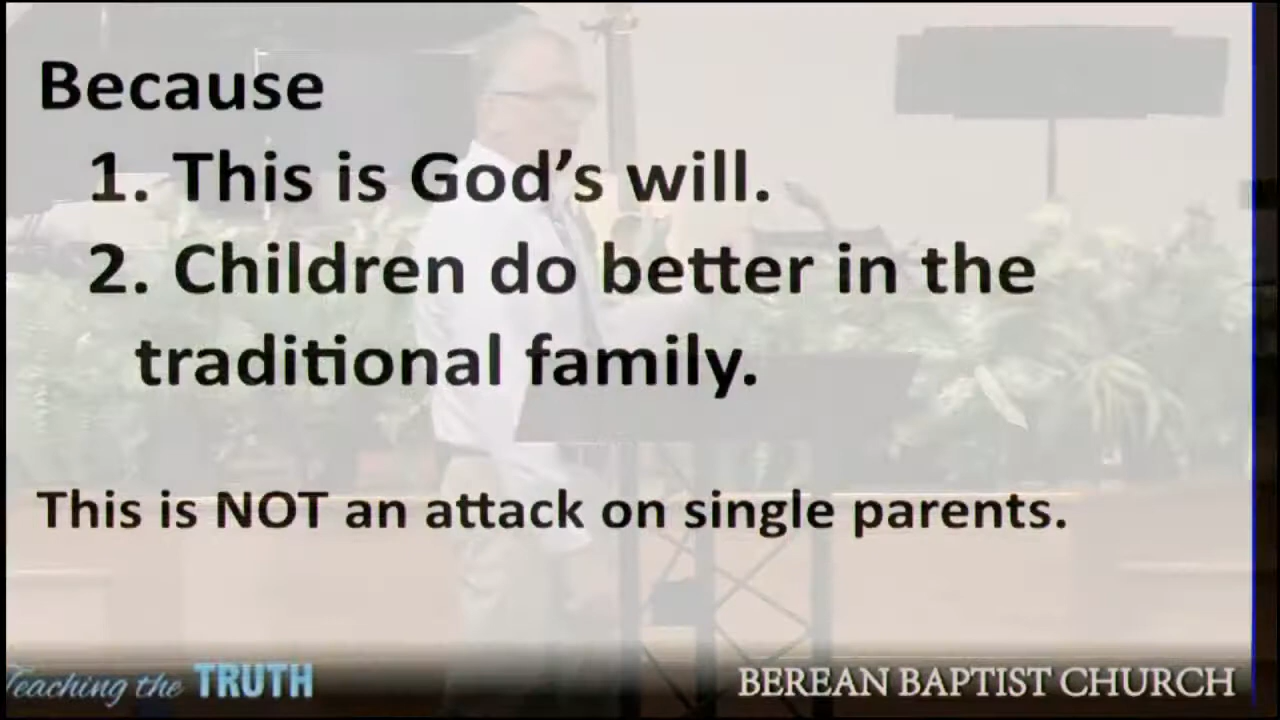 Because
1. This is God's will.
2. Children do better in the
traditional family.
This is NOT an attack on single parents.
Teaching the TRUTH
BEREAN BAPTIST CHURCH